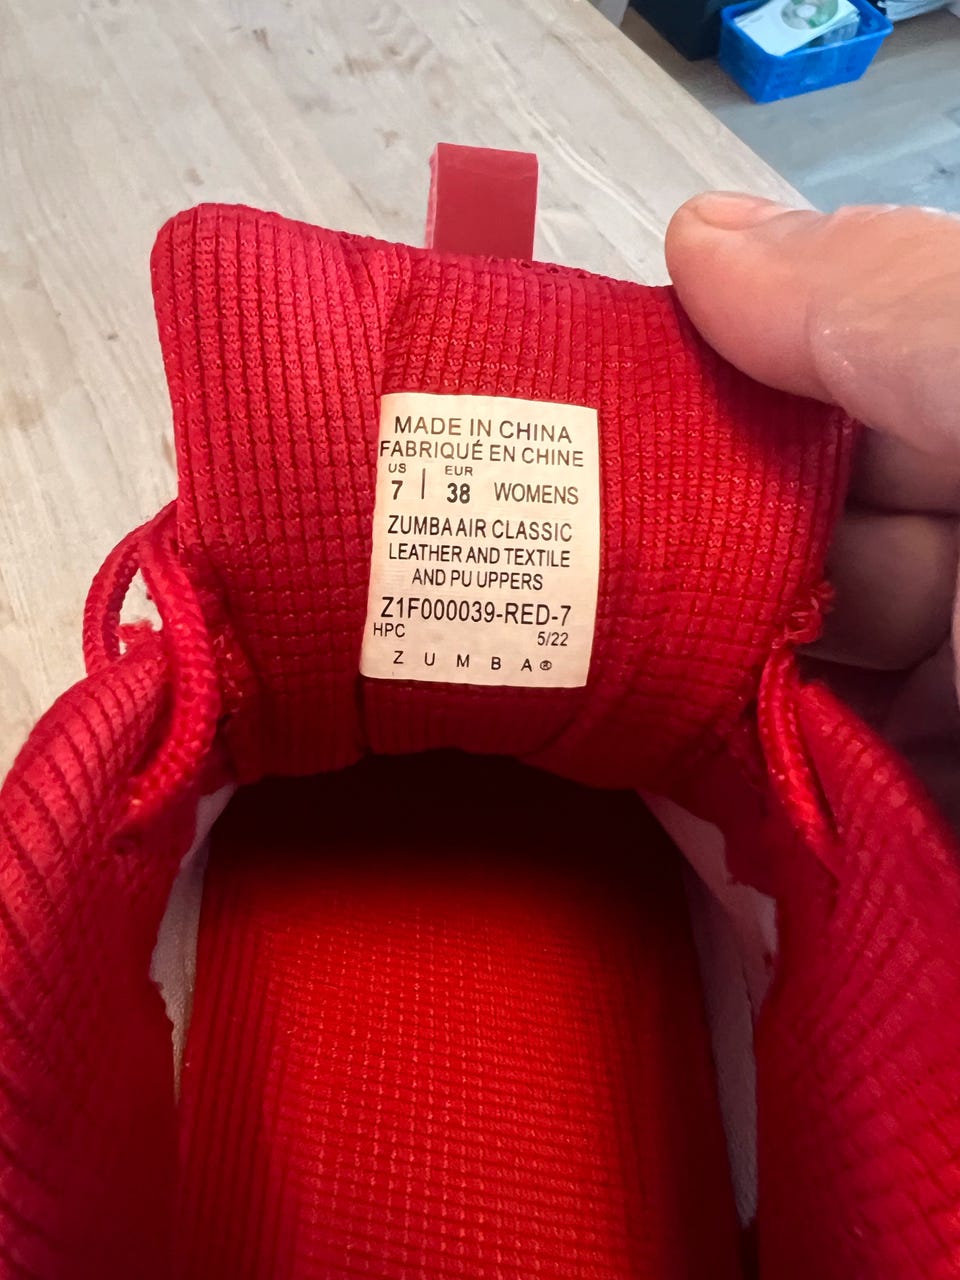 MADE IN CHINA
FABRIQUÉ EN CHINE
US EUR
7 | 38 WOMENS
ZUMBA AIR CLASSIC
LEATHER AND TEXTILE
AND PU UPPERS
Z1F000039-RED-7
HPC 5/22
ZUMBA®